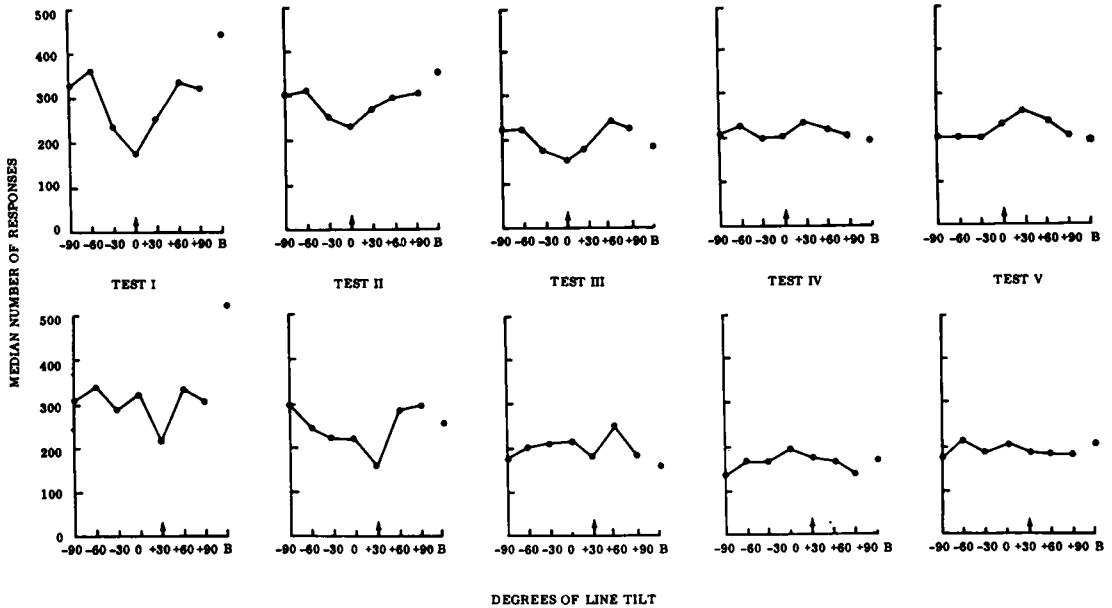 MEDIAN NUMBER OF RESPONSES
500
400
300
200
100
0
-90 -60 -30 0 +30 +60 +90 B
-90 -60 -30 0 +30 +60 +90 B
-90 -60 -30 0 +30 +60 +90 B
-90 -60 -30 0 +30 +60 +90 B
-90 -60 -30 0 +30 +60 +90 B
TEST I
TEST II
TEST III
TEST IV
TEST V
500
400
300
200
100
0
-90 -60 -30 0 +30 +60 +90 B
-90 -60 -30 0 +30 +60 +90 B
-90 -60 -30 0 +30 +60 +90 B
-90 -60 -30 0 +30 +60 +90 B
-90 -60 -30 0 +30 +60 +90 B
DEGREES OF LINE TILT